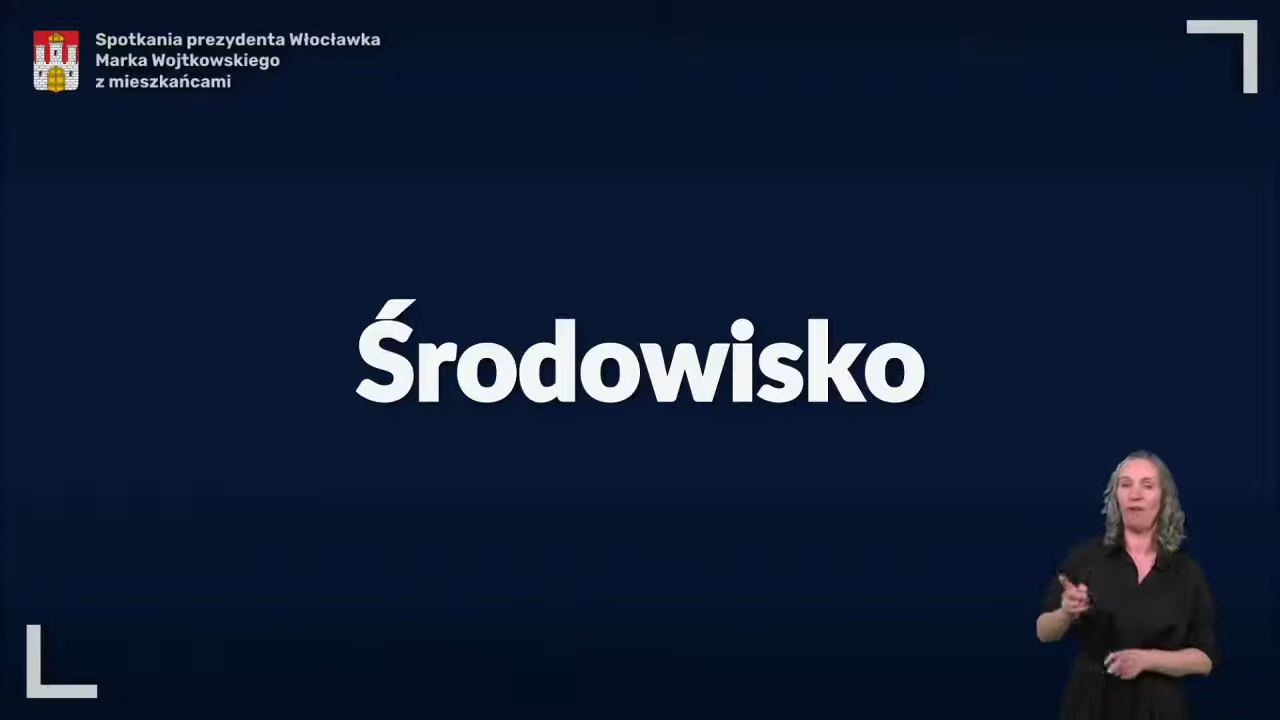 Spotkania prezydenta Włocławka
Marka Wojtkowskiego
z mieszkańcami
Środowisko